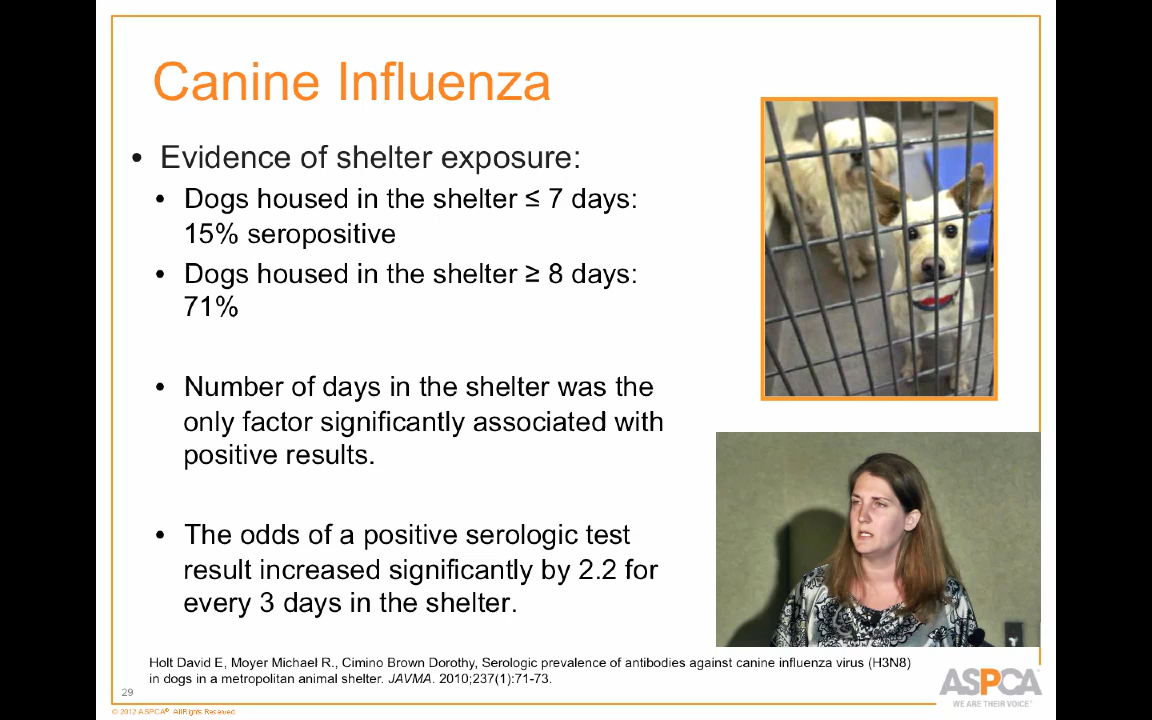 Canine Influenza
• Evidence of shelter exposure:
• Dogs housed in the shelter ≤ 7 days:
15% seropositive
• Dogs housed in the shelter ≥ 8 days:
71%
• Number of days in the shelter was the
only factor significantly associated with
positive results.
• The odds of a positive serologic test
result increased significantly by 2.2 for
every 3 days in the shelter.
Holt David E, Moyer Michael R., Cimino Brown Dorothy, Serologic prevalence of antibodies against canine influenza virus (H3N8)
in dogs in a metropolitan animal shelter. JAVMA. 2010;237(1):71-73.
29
© 2012 ASPCA®. All Rights Reserved.
ASPCA
WE ARE THEIR VOICE®